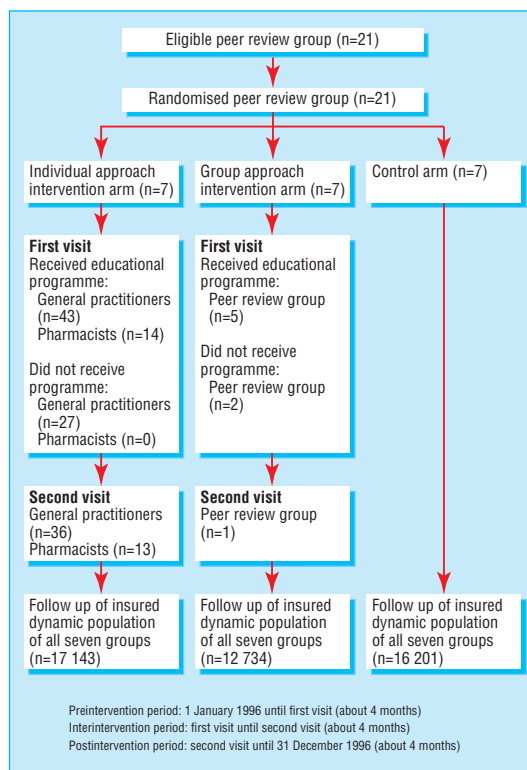 Eligible peer review group (n=21)
Randomised peer review group (n=21)
Individual approach
intervention arm (n=7)
Group approach
intervention arm (n=7)
Control arm (n=7)
First visit
Received educational
programme:
General practitioners
(n=43)
Pharmacists (n=14)
Did not receive
programme:
General practitioners
(n=27)
Pharmacists (n=0)
First visit
Received educational
programme:
Peer review group
(n=5)
Did not receive
programme:
Peer review group
(n=2)
Second visit
General practitioners
(n=36)
Pharmacists (n=13)
Second visit
Peer review group
(n=1)
Follow up of insured
dynamic population
of all seven groups
(n=17 143)
Follow up of insured
dynamic population
of all seven groups
(n=12 734)
Follow up of insured
dynamic population
of all seven groups
(n=16 201)
Preintervention period: 1 January 1996 until first visit (about 4 months)
Interintervention period: first visit until second visit (about 4 months)
Postintervention period: second visit until 31 December 1996 (about 4 months)